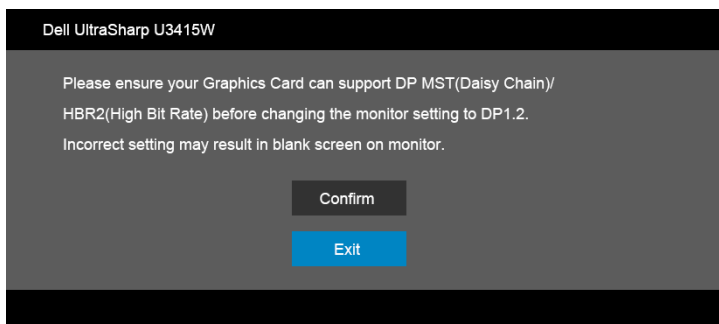 Dell UltraSharp U3415W
Please ensure your Graphics Card can support DP MST(Daisy Chain)/
HBR2(High Bit Rate) before changing the monitor setting to DP1.2.
Incorrect setting may result in blank screen on monitor.
Confirm
Exit